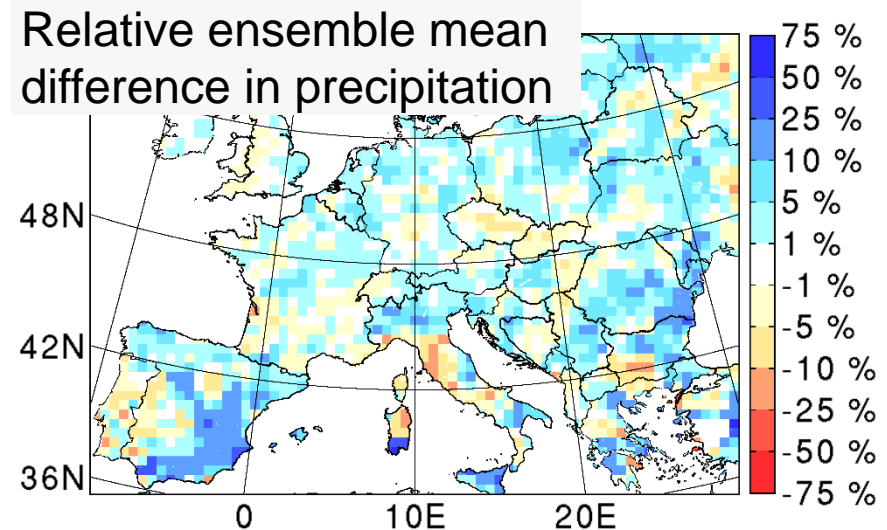 Relative ensemble mean
difference in precipitation
75 %
50 %
25 %
10 %
5 %
1 %
-1 %
-5 %
-10 %
-25 %
-50 %
-75 %
48N
42N
36N
0 10E 20E